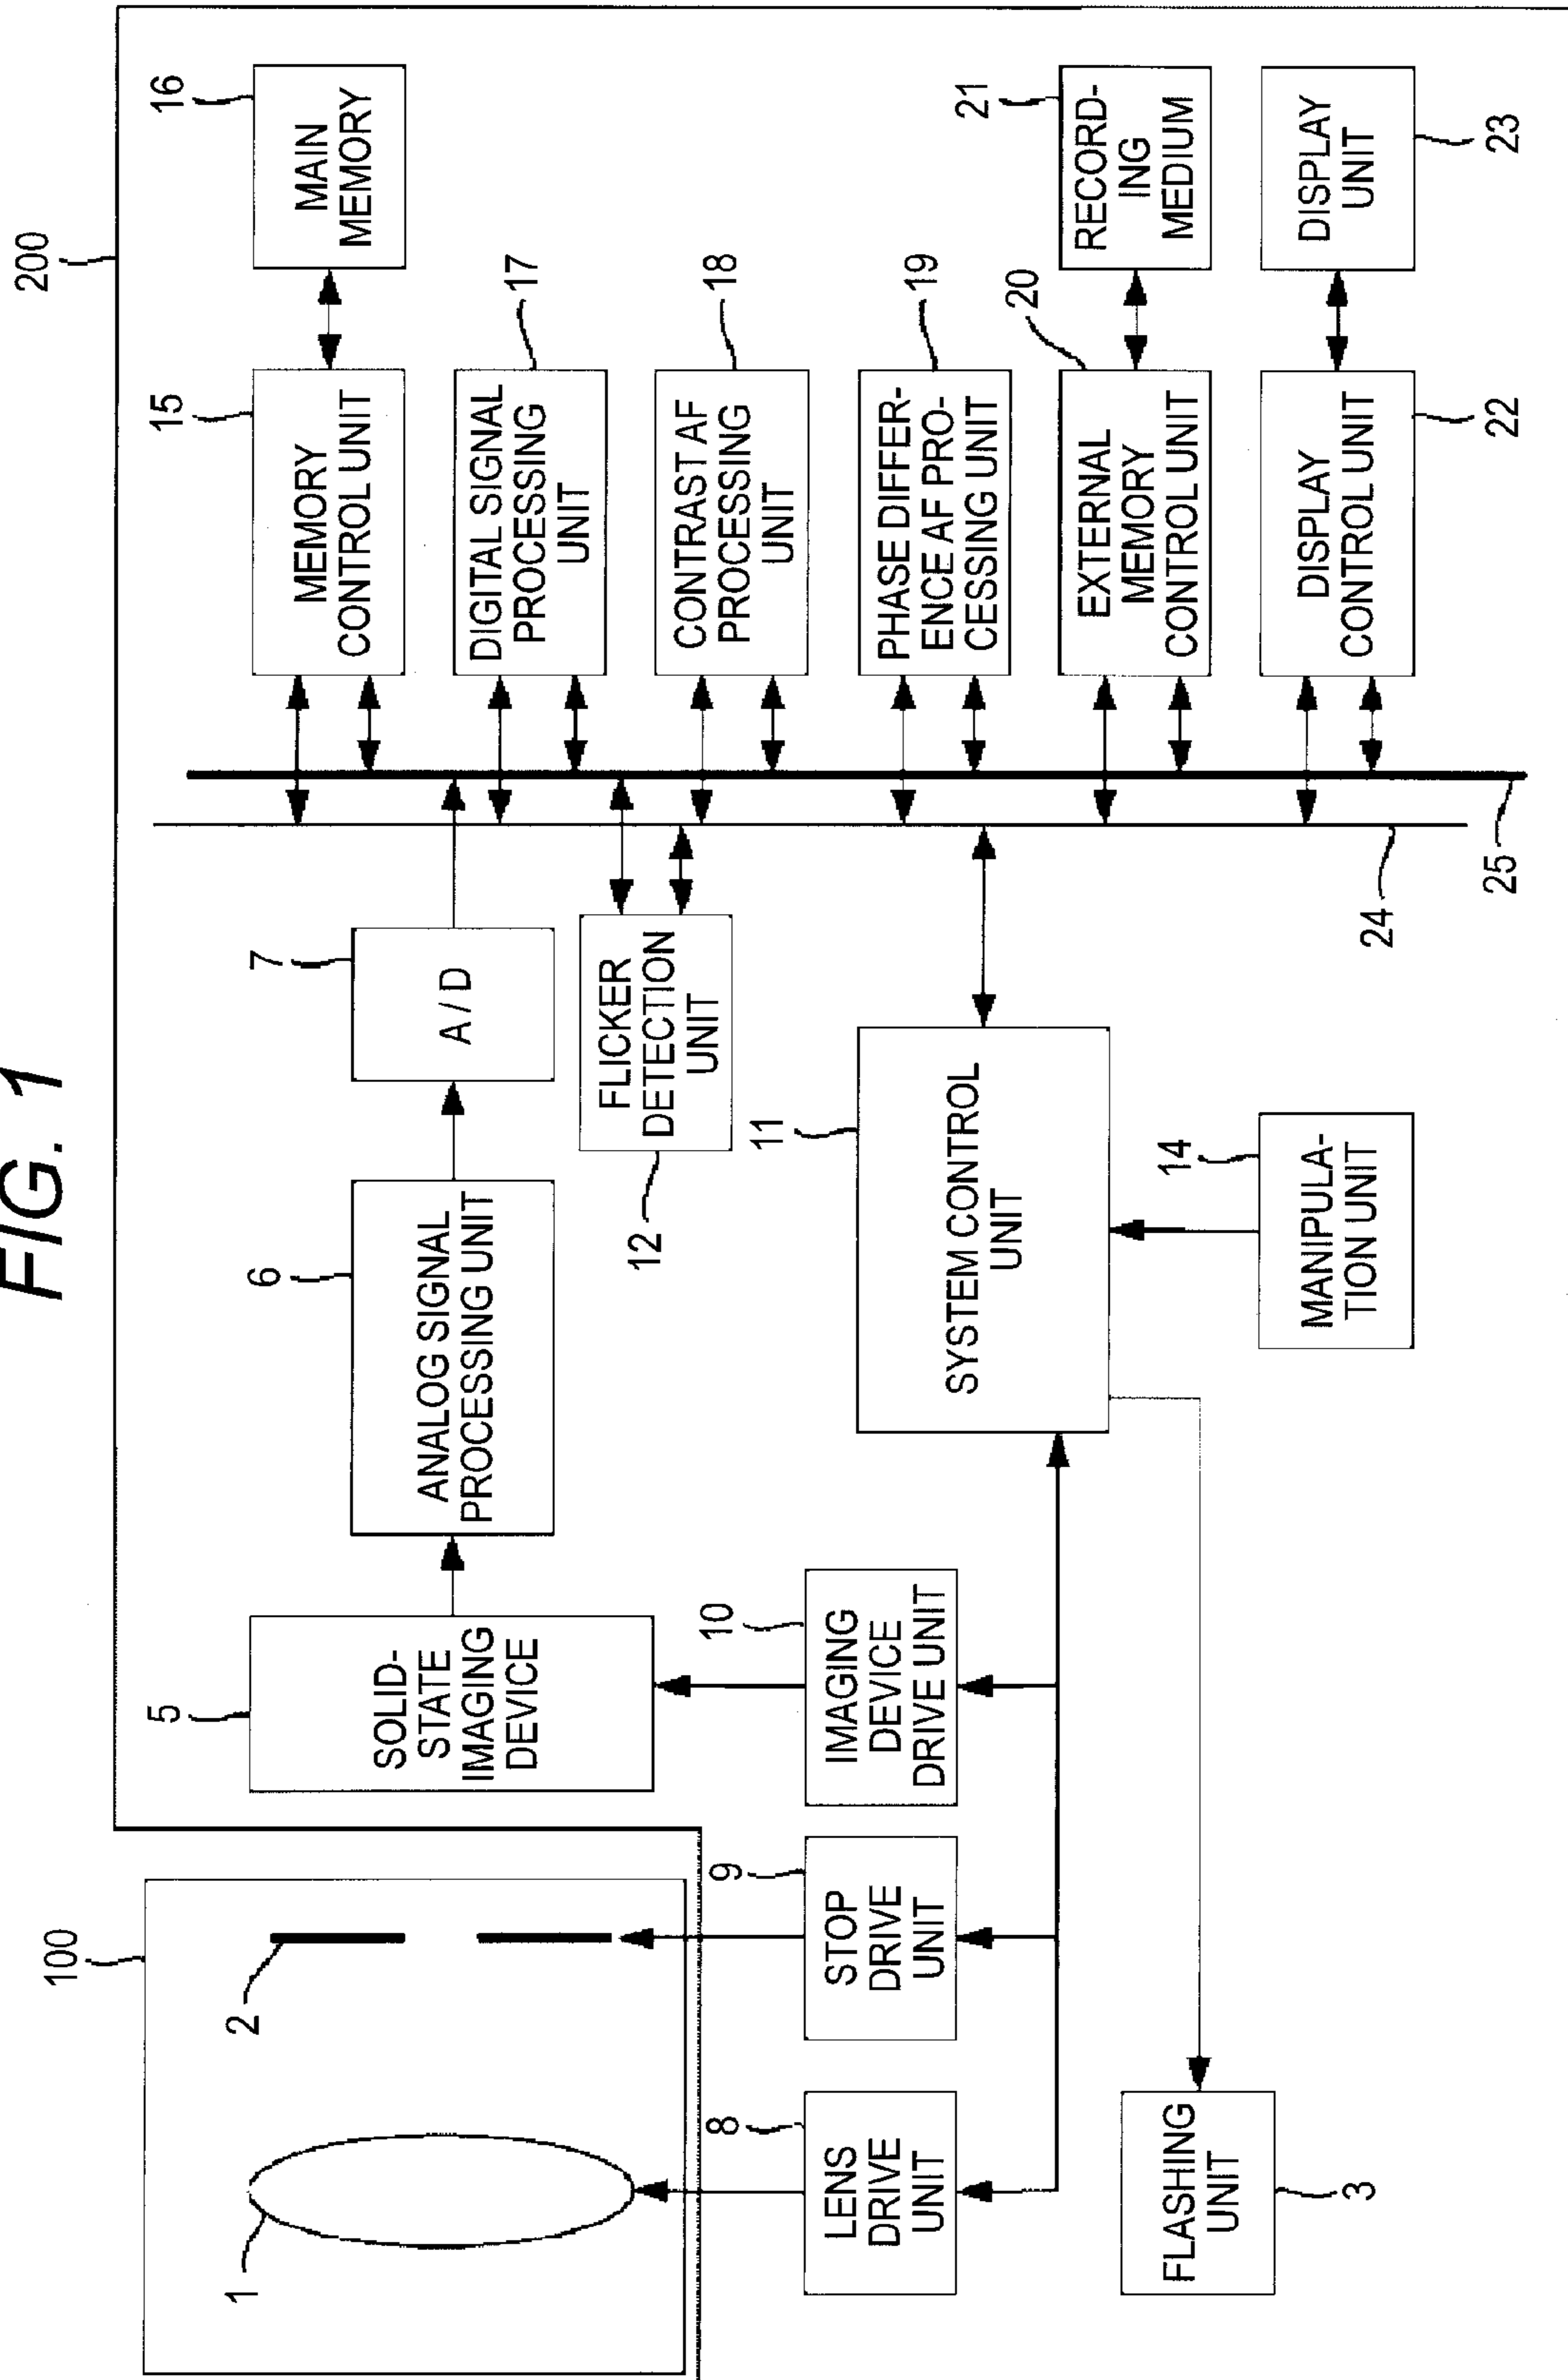 FIG. 1
200
100
1
2
5
SOLID-
STATE
IMAGING
DEVICE
6
ANALOG SIGNAL
PROCESSING UNIT
7
A/D
15
MEMORY
CONTROL UNIT
16
MAIN
MEMORY
17
DIGITAL SIGNAL
PROCESSING
UNIT
12
FLICKER
DETECTION
UNIT
18
CONTRAST AF
PROCESSING
UNIT
8
LENS
DRIVE
UNIT
9
STOP
DRIVE
UNIT
10
IMAGING
DEVICE
DRIVE UNIT
11
SYSTEM CONTROL
UNIT
19
PHASE DIFFER-
ENCE AF PRO-
CESSING UNIT
20
EXTERNAL
MEMORY
CONTROL UNIT
21
RECORD-
ING
MEDIUM
3
FLASHING
UNIT
14
MANIPULA-
TION UNIT
24
25
22
DISPLAY
CONTROL UNIT
23
DISPLAY
UNIT